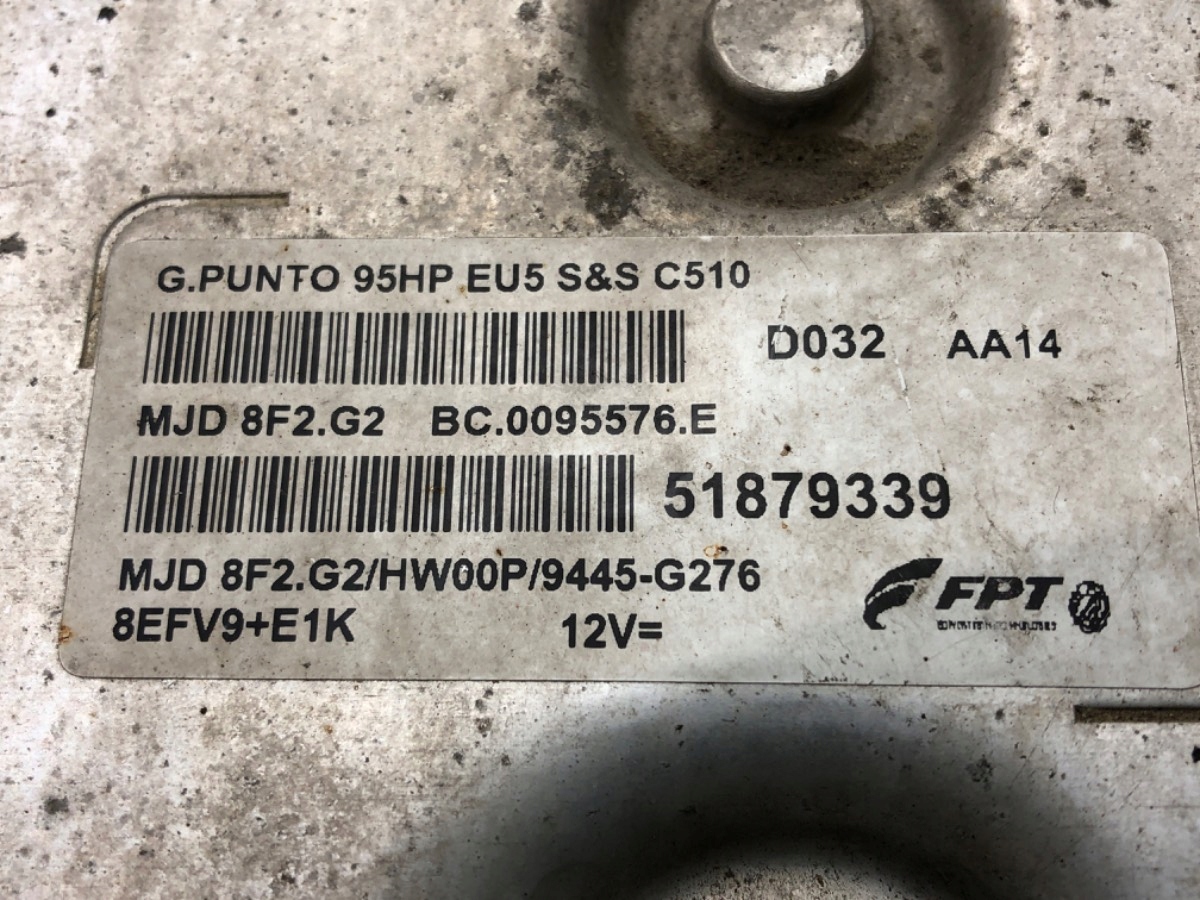 G.PUNTO 95HP EU5 S&S C510
D032 AA14
MJD 8F2.G2 BC.0095576.E
51879339
MJD 8F2.G2/HW00P/9445-G276
8EFV9+E1K 12V=
FPT